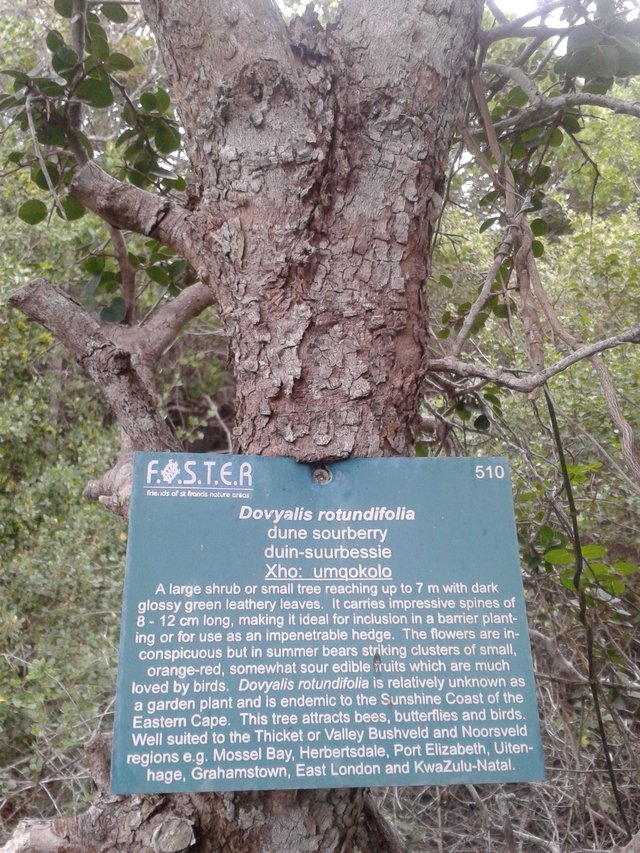 F.O.S.T.E.R
friends of st francis nature areas
510
Dovyalis rotundifolia
dune sourberry
duin-suurbessie
Xho: umqokolo
A large shrub or small tree reaching up to 7 m with dark
glossy green leathery leaves. It carries impressive spines of
8 - 12 cm long, making it ideal for inclusion in a barrier plant-
ing or for use as an impenetrable hedge. The flowers are in-
conspicuous but in summer bears striking clusters of small,
orange-red, somewhat sour edible fruits which are much
loved by birds. Dovyalis rotundifolia is relatively unknown as
a garden plant and is endemic to the Sunshine Coast of the
Eastern Cape. This tree attracts bees, butterflies and birds.
Well suited to the Thicket or Valley Bushveld and Noorsveld
regions e.g. Mossel Bay, Herbertsdale, Port Elizabeth, Uiten-
hage, Grahamstown, East London and KwaZulu-Natal.